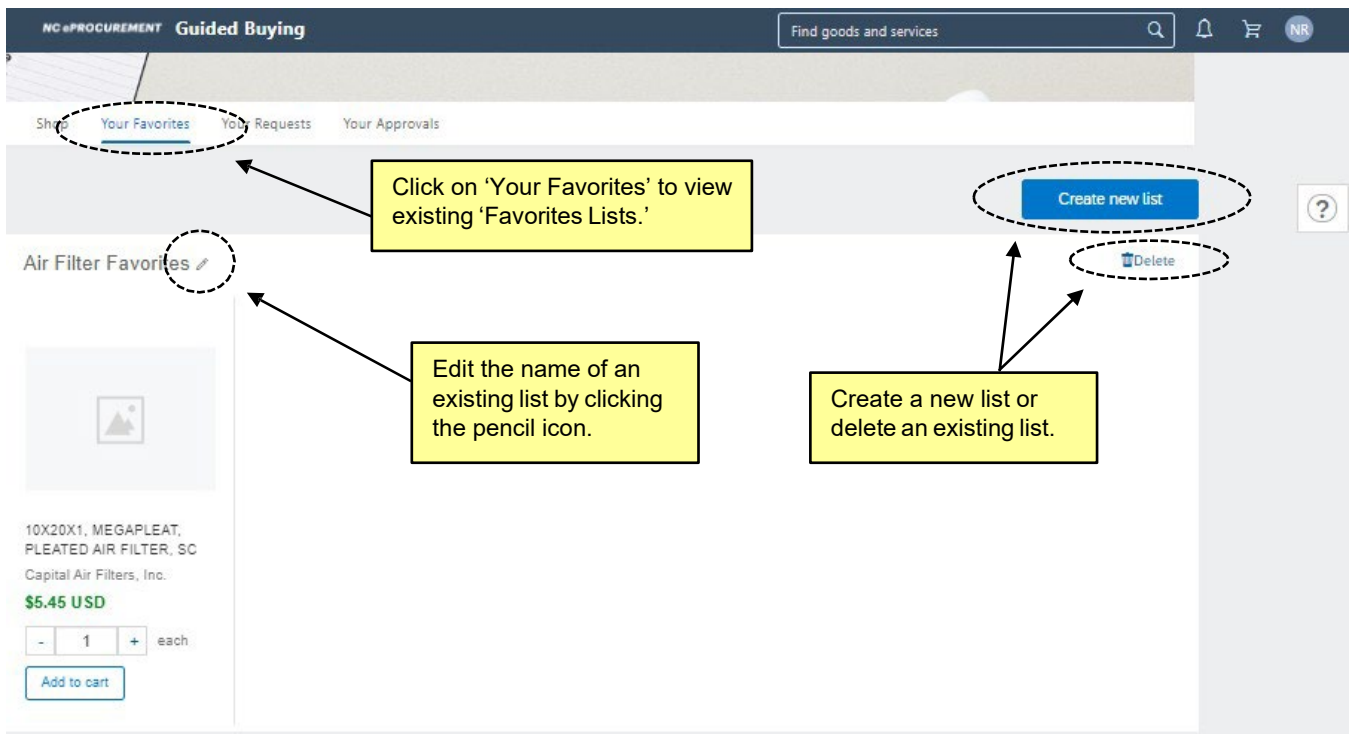 NC ePROCUREMENT Guided Buying
Find goods and services
NR
Shop Your Favorites Your Requests Your Approvals
Click on ‘Your Favorites’ to view
existing ‘Favorites Lists.’
Create new list
?
Air Filter Favorites
Delete
Edit the name of an
existing list by clicking
the pencil icon.
Create a new list or
delete an existing list.
10X20X1, MEGAPLEAT,
PLEATED AIR FILTER, SC
Capital Air Filters, Inc.
$5.45 USD
- 1 + each
Add to cart